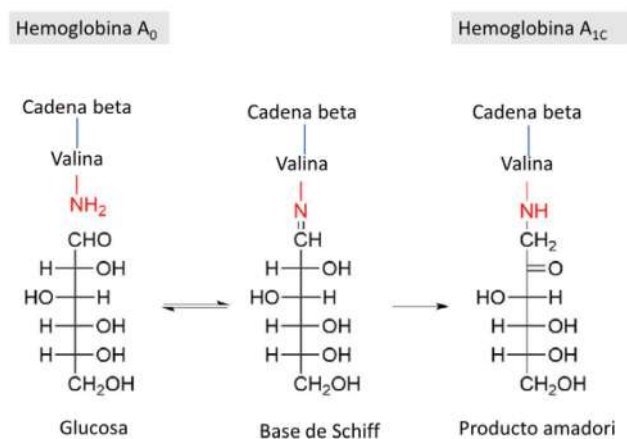 Hemoglobina A₀
Hemoglobina A₁C
Cadena beta
Valina
NH₂
CHO
H OH
HO H
H OH
H OH
CH₂OH
Glucosa
Cadena beta
Valina
N
CH
H OH
HO H
H OH
H OH
CH₂OH
Base de Schiff
Cadena beta
Valina
NH
CH₂
O
HO H
H OH
H OH
CH₂OH
Producto amadori